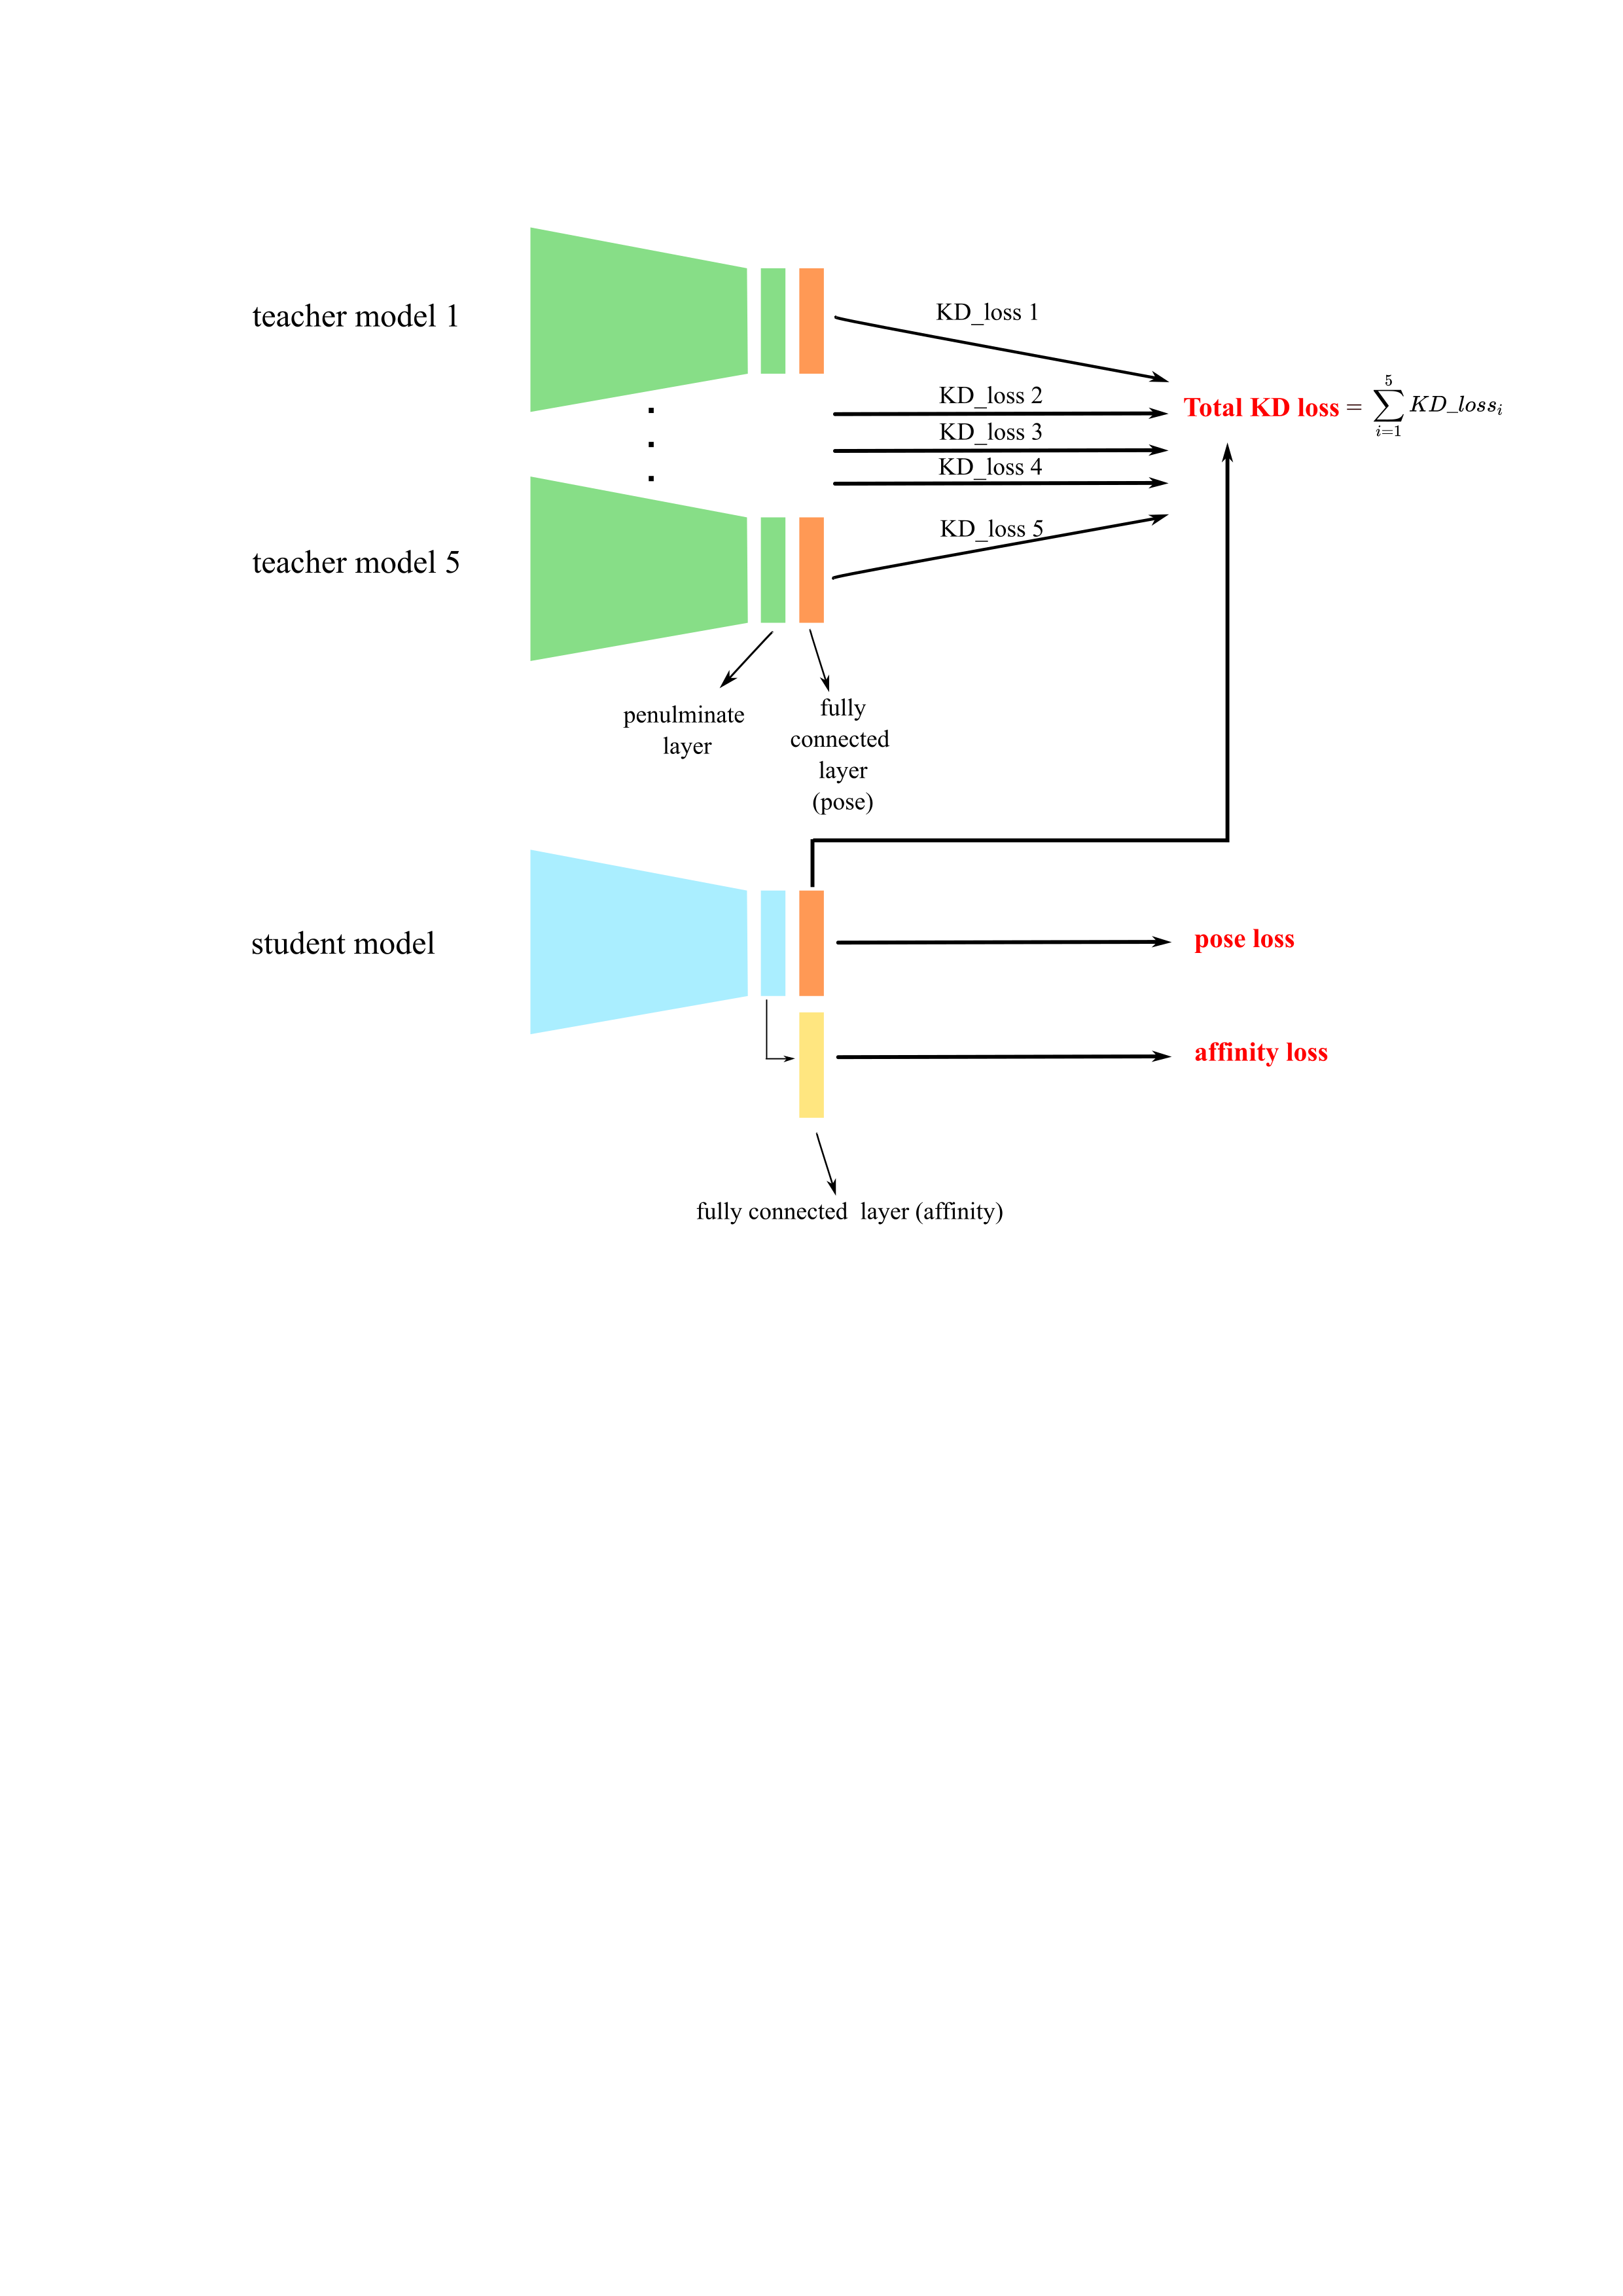 teacher model 1
KD_loss 1
KD_loss 2
KD_loss 3
KD_loss 4
KD_loss 5
Total KD loss = \sum_{i=1}^{5} KD\_loss_i
teacher model 5
penulminate
layer
fully
connected
layer
(pose)
student model
pose loss
affinity loss
fully connected  layer (affinity)